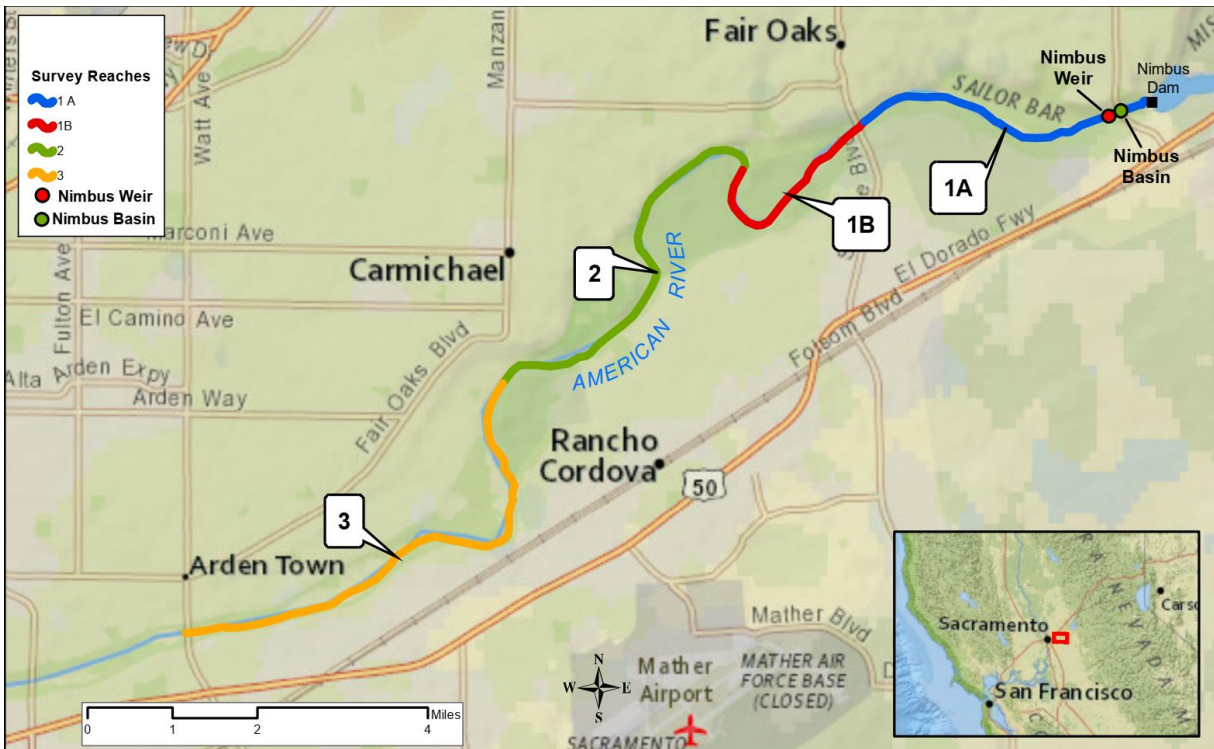 Survey Reaches
1 A
1B
2
3
Nimbus Weir
Nimbus Basin
Fair Oaks
Manzan
Watt Ave
Nimbus
Weir
Nimbus
Dam
SAILOR BAR
Nimbus
Basin
1A
1B
2
3
Marconi Ave
Carmichael
AMERICAN RIVER
El Dorado Fwy
Folsom Blvd
Fulton Ave
El Camino Ave
Fair Oaks Blvd
Alta Arden Expy
Arden Way
Rancho
Cordova
50
Arden Town
Mather Blvd
Mather
Airport
MATHER AIR
FORCE BASE
(CLOSED)
SACRAMENTO
N
W
E
S
0
1
2
4
Miles
Sacramento
San Francisco
RA NEVADA
Carso